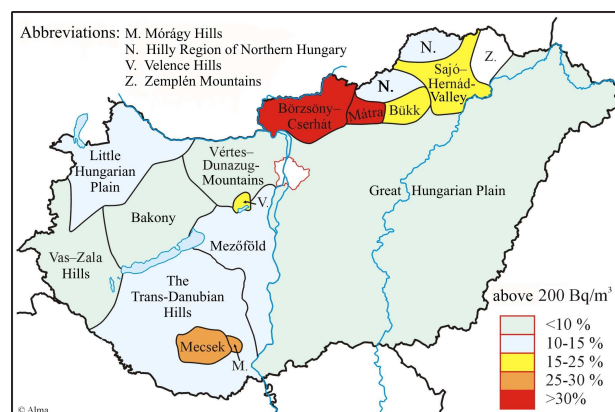 Abbreviations: M. Mórágy Hills
N. Hilly Region of Northern Hungary
V. Velence Hills
Z. Zemplén Mountains
N.
Z.
Sajó–
Hernád-
Valley
N.
Börzsöny–
Cserhát
Mátra
Bükk
Little
Hungarian
Plain
Vértes–
Dunazug-
Mountains
V.
Great Hungarian Plain
Bakony
Mezőföld
Vas–Zala
Hills
The
Trans-Danubian
Hills
Mecsek
M.
above 200 Bq/m³
<10 %
10-15 %
15-25 %
25-30 %
>30%
© Alma